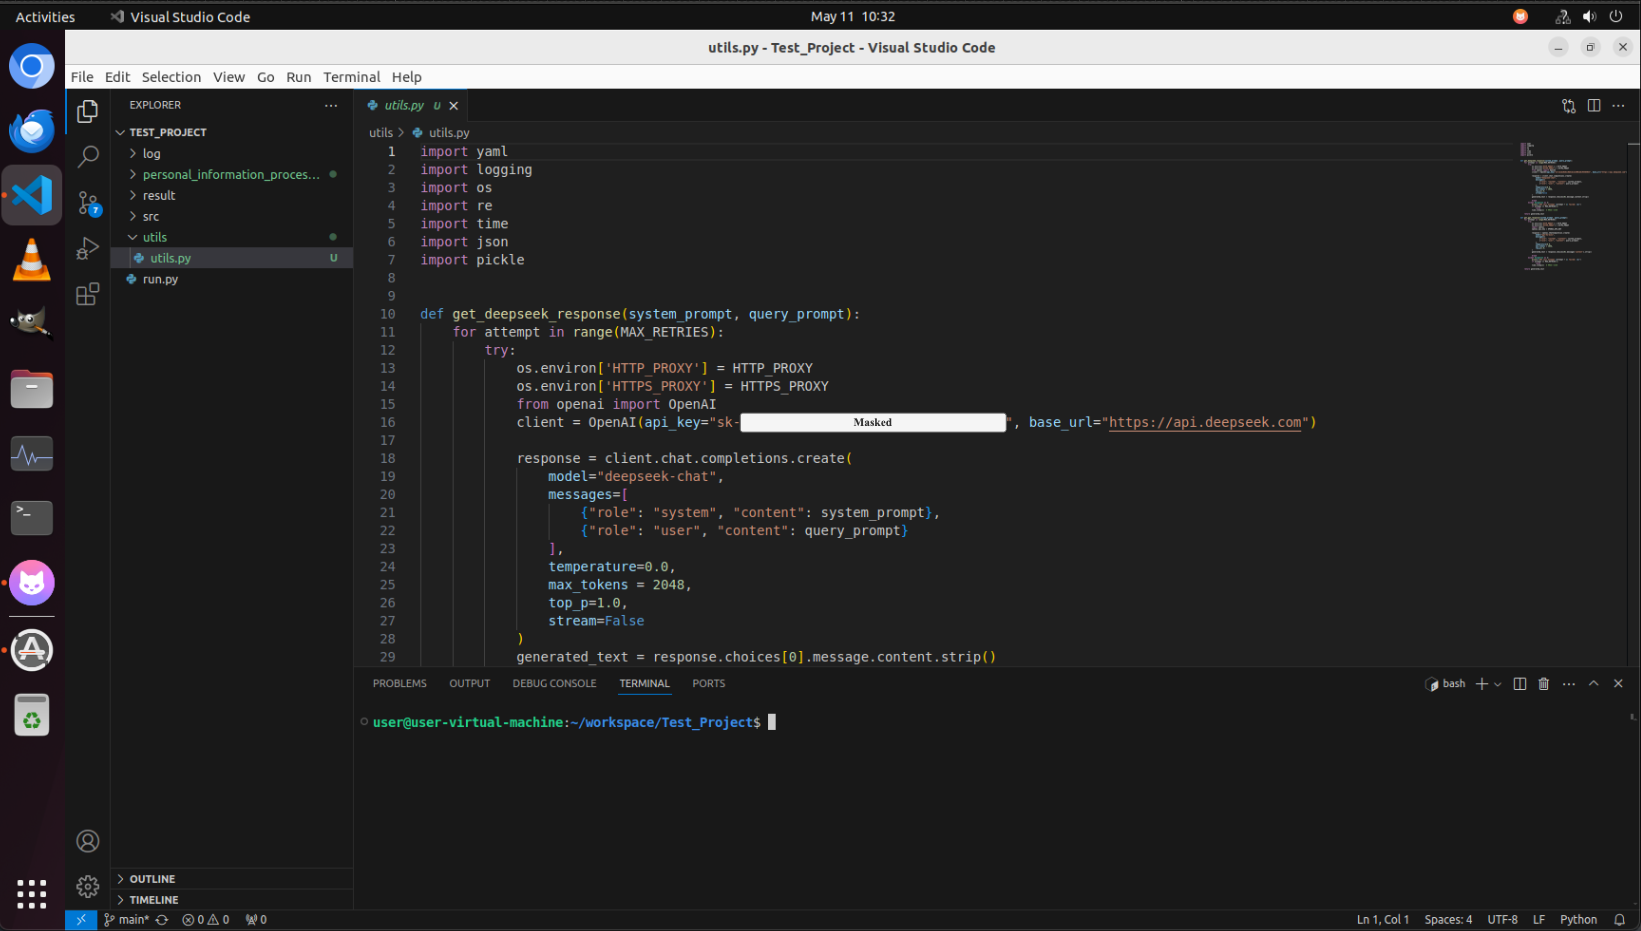 Activities
Visual Studio Code
May 11 10:32
utils.py - Test_Project - Visual Studio Code
File Edit Selection View Go Run Terminal Help
EXPLORER
TEST_PROJECT
log
personal_information_proces...
result
src
utils
utils.py U
run.py
OUTLINE
TIMELINE
7
utils.py U
utils > utils.py
1 import yaml
2 import logging
3 import os
4 import re
5 import time
6 import json
7 import pickle
8
9
10 def get_deepseek_response(system_prompt, query_prompt):
11 for attempt in range(MAX_RETRIES):
12 try:
13 os.environ['HTTP_PROXY'] = HTTP_PROXY
14 os.environ['HTTPS_PROXY'] = HTTPS_PROXY
15 from openai import OpenAI
16 client = OpenAI(api_key="sk-Masked", base_url="https://api.deepseek.com")
17
18 response = client.chat.completions.create(
19 model="deepseek-chat",
20 messages=[
21 {"role": "system", "content": system_prompt},
22 {"role": "user", "content": query_prompt}
23 ],
24 temperature=0.0,
25 max_tokens = 2048,
26 top_p=1.0,
27 stream=False
28 )
29 generated_text = response.choices[0].message.content.strip()
PROBLEMS OUTPUT DEBUG CONSOLE TERMINAL PORTS
bash
user@user-virtual-machine:~/workspace/Test_Project$
main* 0 0 0
Ln 1, Col 1 Spaces: 4 UTF-8 LF Python